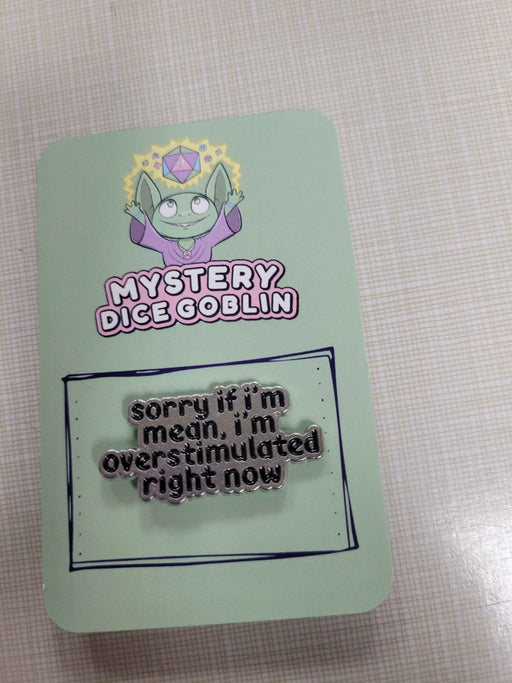 MYSTERY
DICE GOBLIN
sorry if i'm
mean, i'm
overstimulated
right now